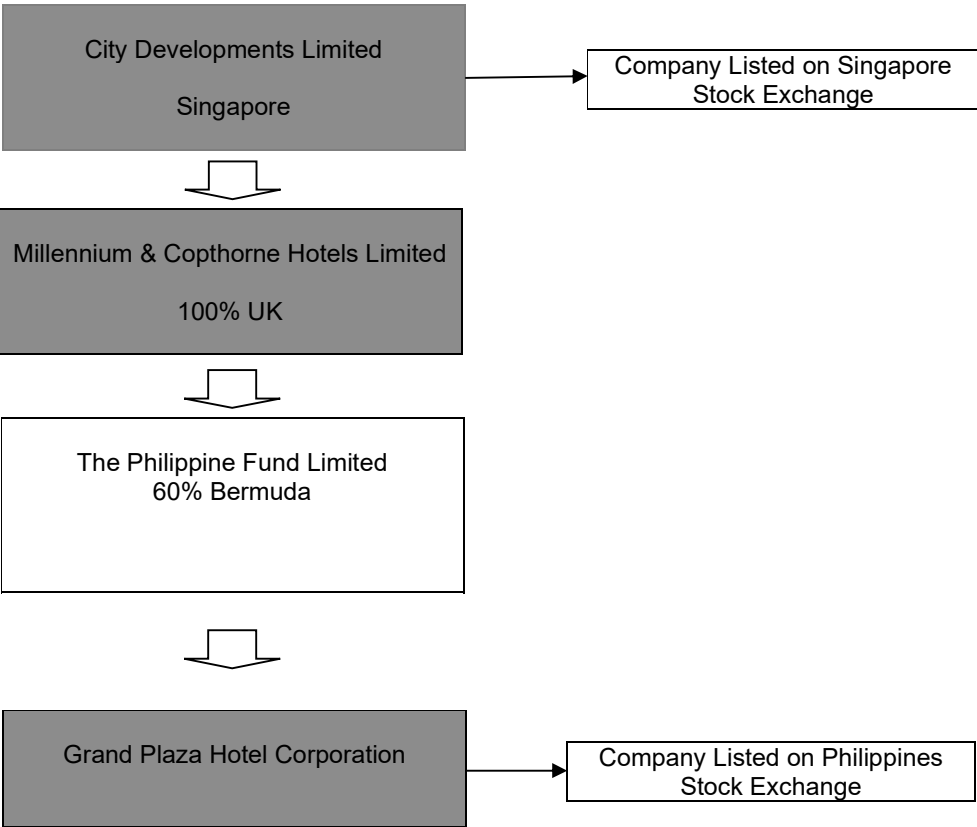 City Developments Limited
Singapore
Company Listed on Singapore
Stock Exchange
Millennium & Copthorne Hotels Limited
100% UK
The Philippine Fund Limited
60% Bermuda
Grand Plaza Hotel Corporation
Company Listed on Philippines
Stock Exchange